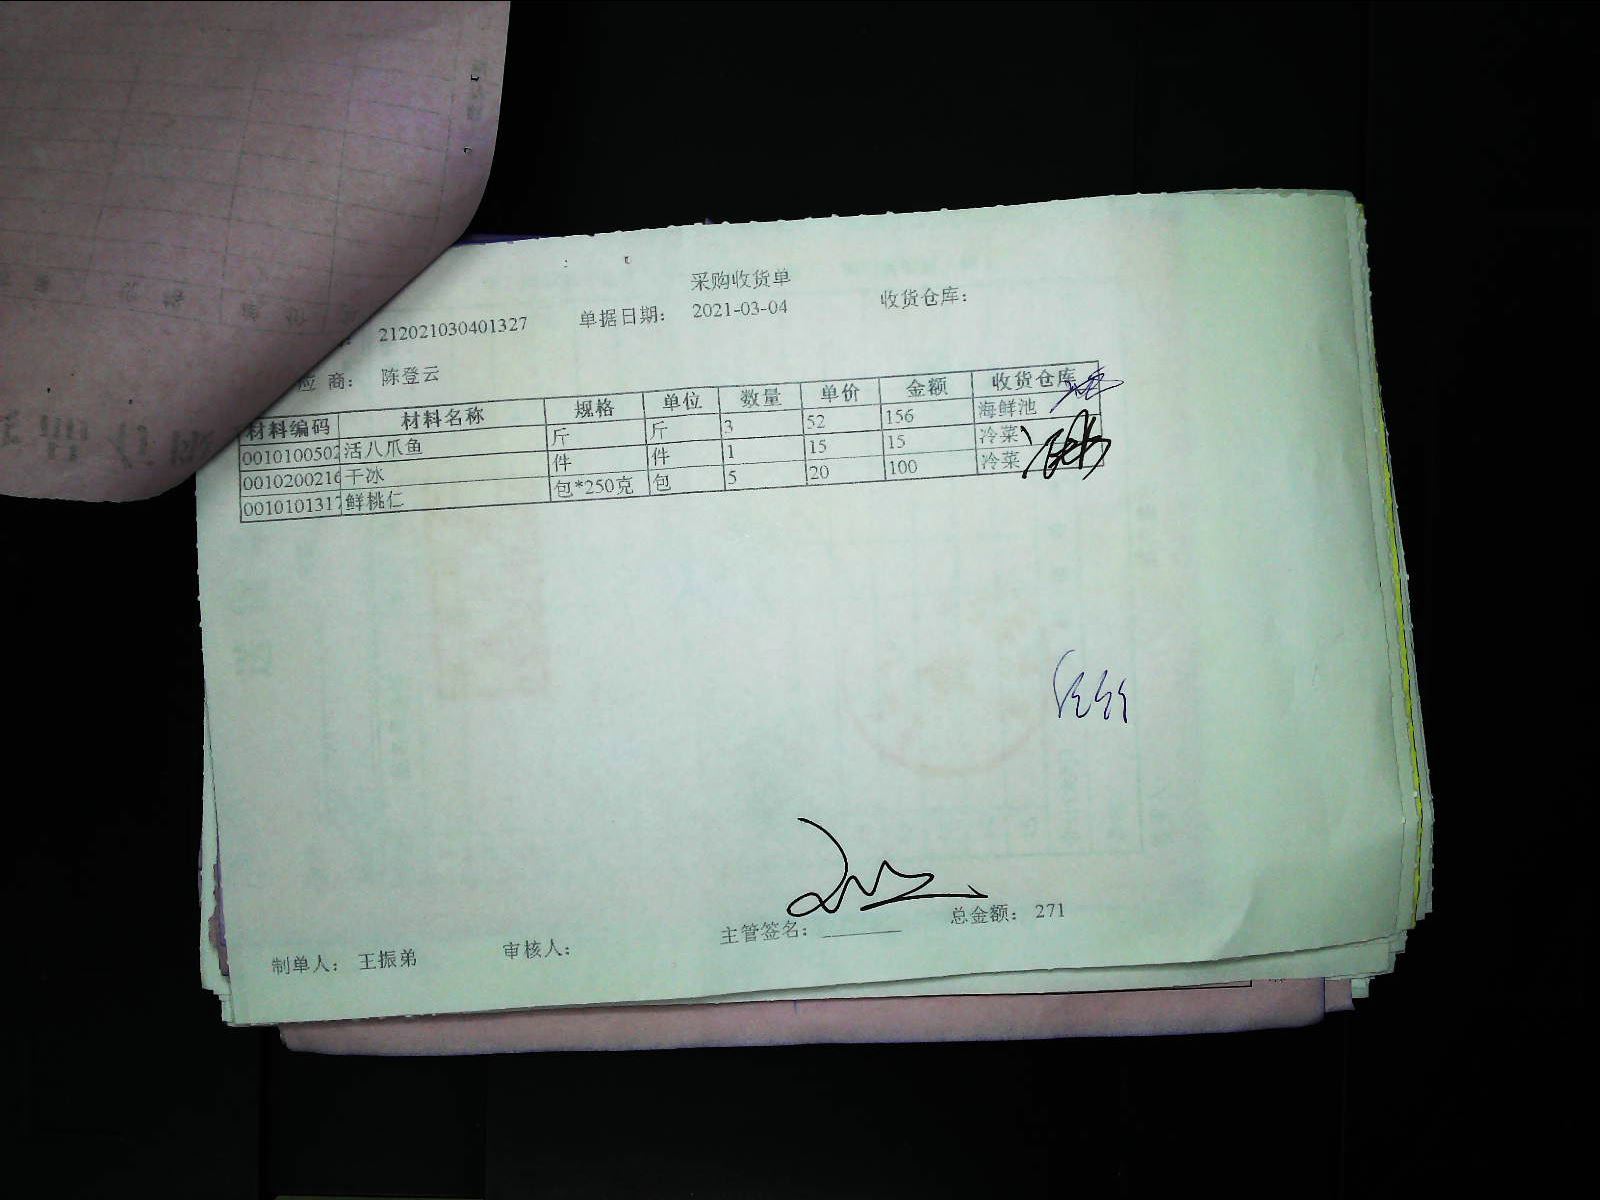 采购收货单
212021030401327 单据日期： 2021-03-04 收货仓库：
应 商： 陈登云
材料编码 材料名称 规格 单位 数量 单价 金额 收货仓库
0010100502 活八爪鱼 斤 斤 3 52 156 海鲜池
0010200216 干冰 件 件 1 15 15 冷菜
0010101317 鲜桃仁 包*250克 包 5 20 100 冷菜
制单人： 王振弟 审核人： 主管签名：________ 总金额： 271